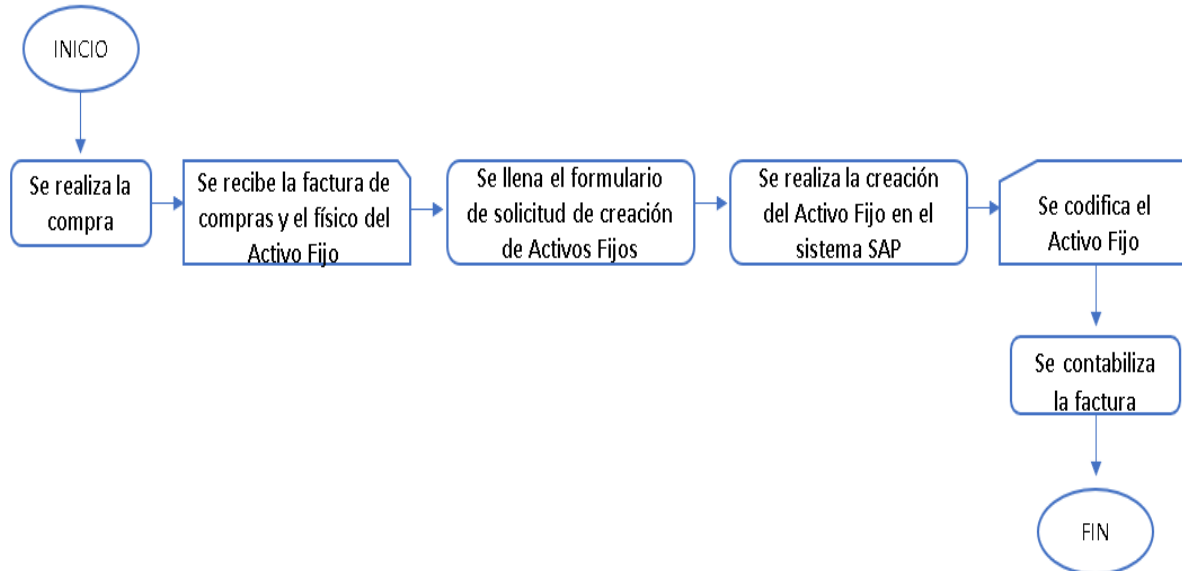 INICIO
Se realiza la
compra
Se recibe la factura de
compras y el físico del
Activo Fijo
Se llena el formulario
de solicitud de creación
de Activos Fijos
Se realiza la creación
del Activo Fijo en el
sistema SAP
Se codifica el
Activo Fijo
Se contabiliza
la factura
FIN